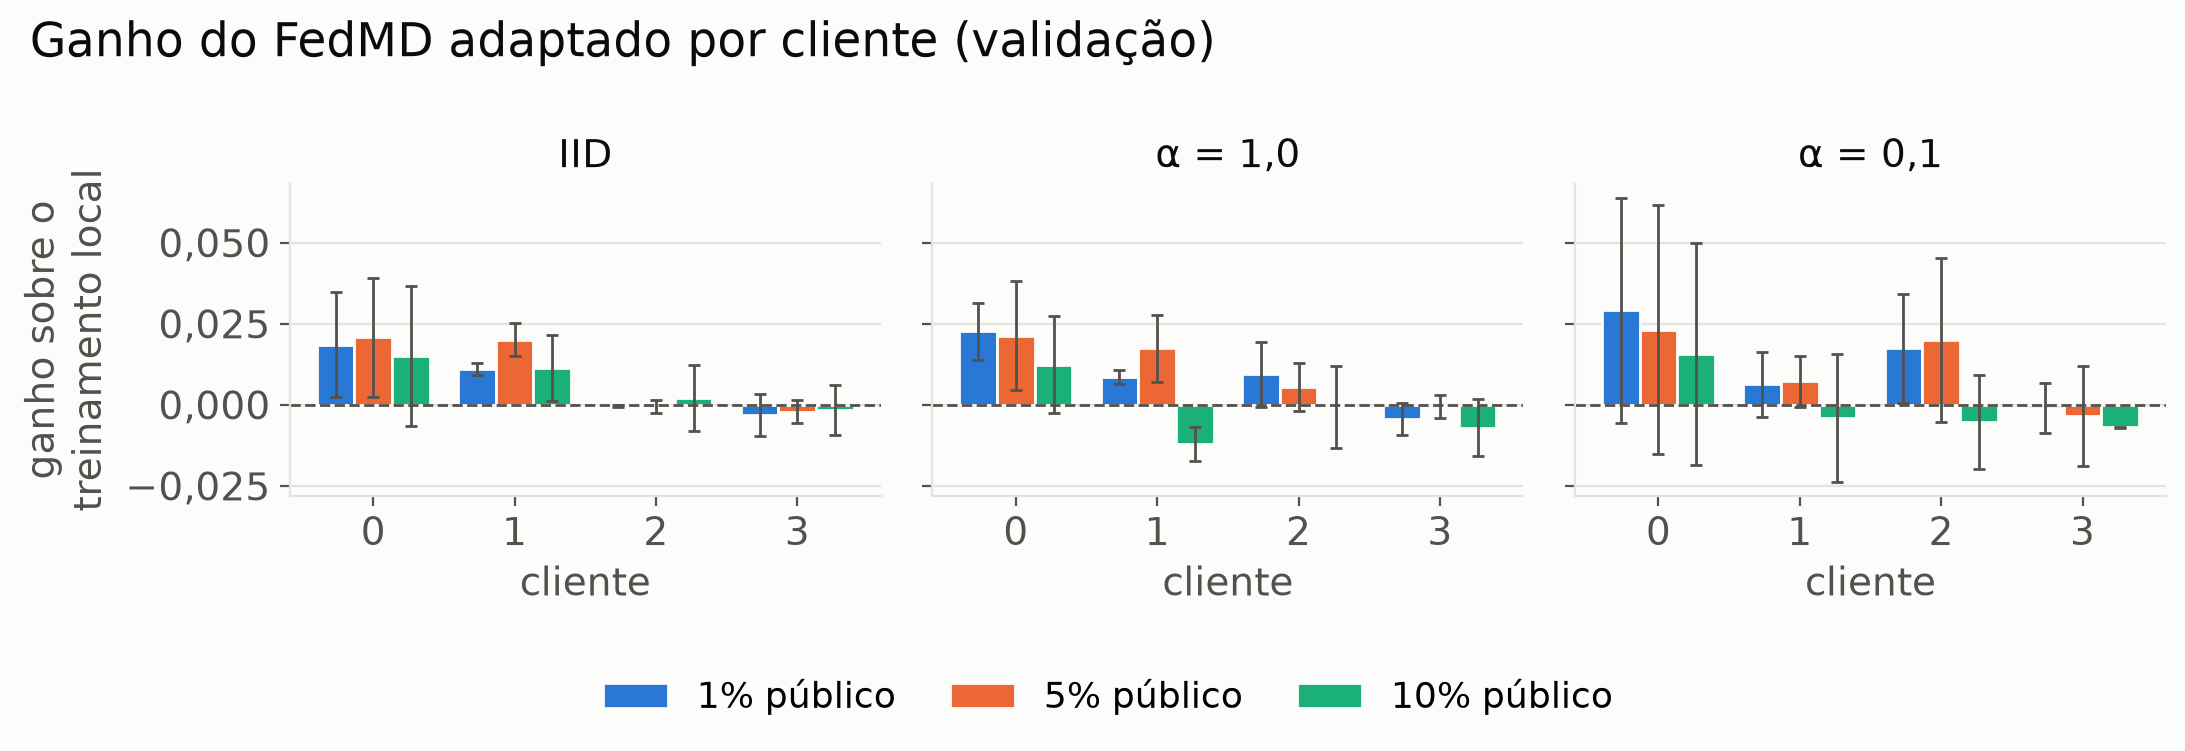 Ganho do FedMD adaptado por cliente (validação)
IID
α = 1,0
α = 0,1
ganho sobre o
treinamento local
0,050
0,025
0,000
−0,025
0 1 2 3
0 1 2 3
0 1 2 3
cliente
cliente
cliente
1% público
5% público
10% público